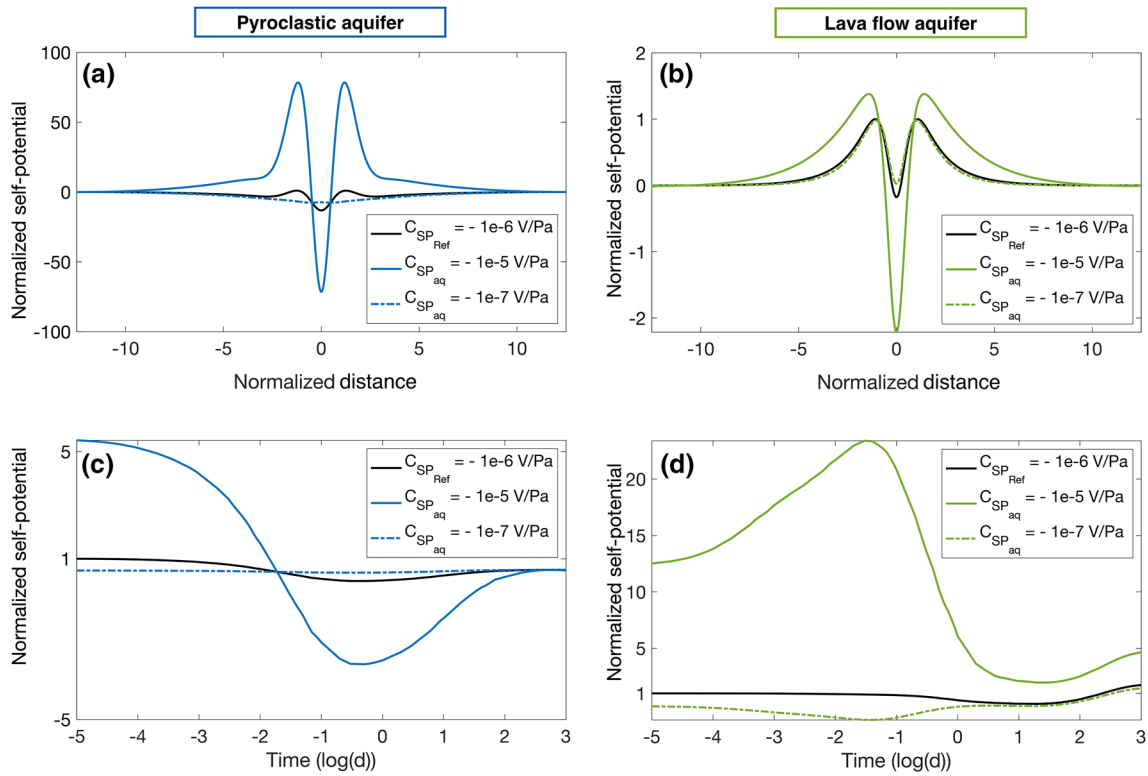 Pyroclastic aquifer
Lava flow aquifer
(a)
Normalized self-potential
100
50
0
-50
-100
-10
-5
0
5
10
Normalized distance
C_SP_Ref = - 1e-6 V/Pa
C_SP_aq = - 1e-5 V/Pa
C_SP_aq = - 1e-7 V/Pa
(b)
Normalized self-potential
2
1
0
-1
-2
-10
-5
0
5
10
Normalized distance
C_SP_Ref = - 1e-6 V/Pa
C_SP_aq = - 1e-5 V/Pa
C_SP_aq = - 1e-7 V/Pa
(c)
Normalized self-potential
5
1
-5
-5
-4
-3
-2
-1
0
1
2
3
Time (log(d))
C_SP_Ref = - 1e-6 V/Pa
C_SP_aq = - 1e-5 V/Pa
C_SP_aq = - 1e-7 V/Pa
(d)
Normalized self-potential
20
15
10
5
1
-5
-4
-3
-2
-1
0
1
2
3
Time (log(d))
C_SP_Ref = - 1e-6 V/Pa
C_SP_aq = - 1e-5 V/Pa
C_SP_aq = - 1e-7 V/Pa